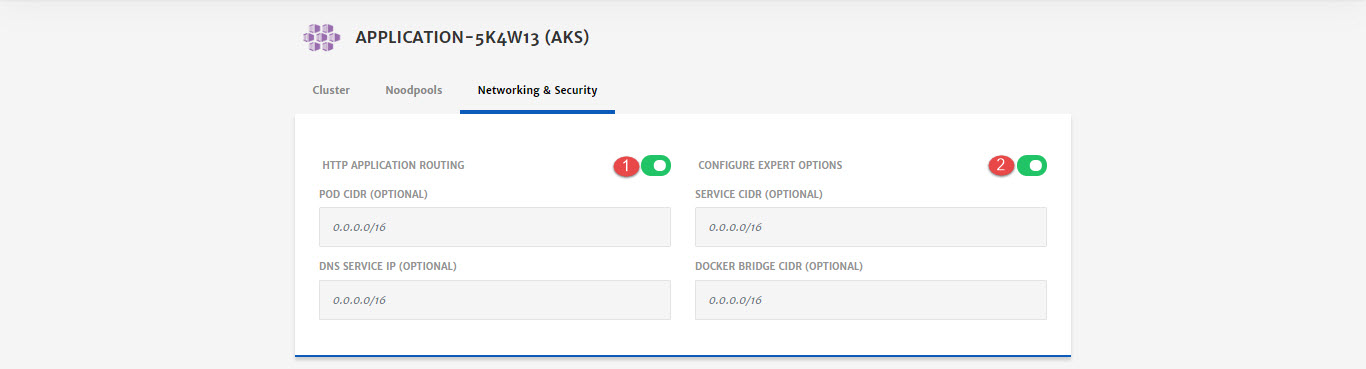 APPLICATION-5K4W13 (AKS)
Cluster Noodpools Networking & Security
HTTP APPLICATION ROUTING 1 CONFIGURE EXPERT OPTIONS 2
POD CIDR (OPTIONAL) SERVICE CIDR (OPTIONAL)
0.0.0.0/16 0.0.0.0/16
DNS SERVICE IP (OPTIONAL) DOCKER BRIDGE CIDR (OPTIONAL)
0.0.0.0/16 0.0.0.0/16